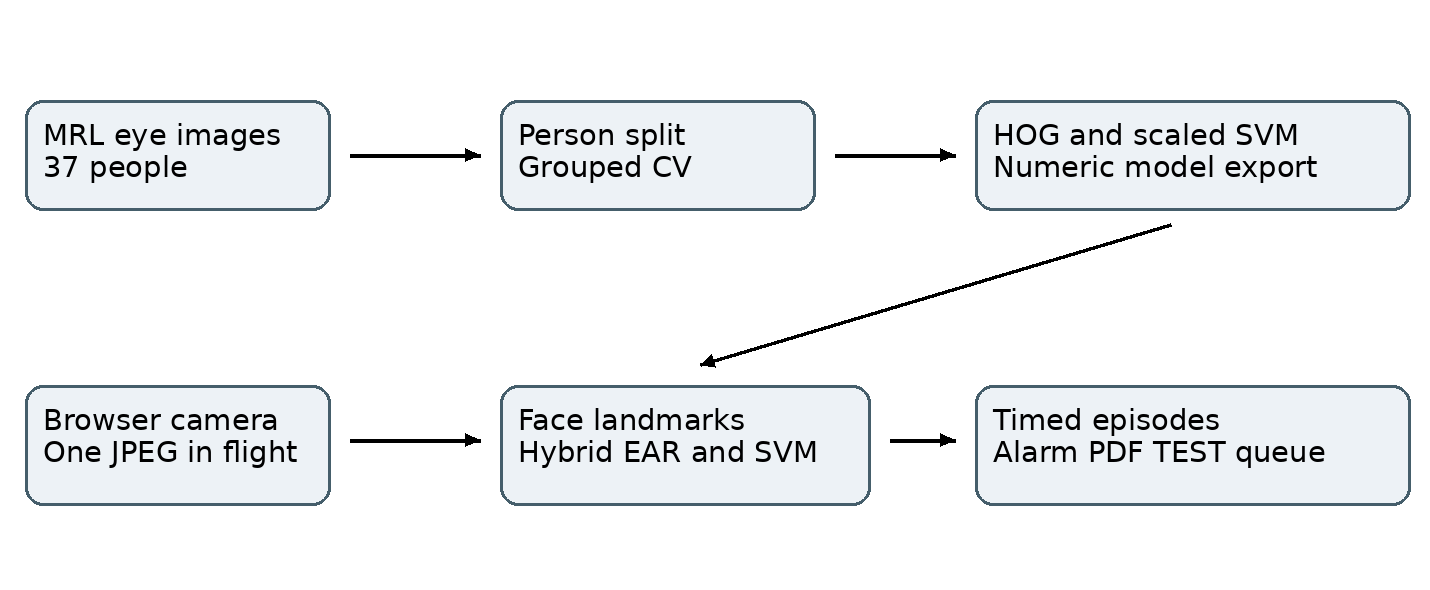 MRL eye images
37 people
Person split
Grouped CV
HOG and scaled SVM
Numeric model export
Browser camera
One JPEG in flight
Face landmarks
Hybrid EAR and SVM
Timed episodes
Alarm PDF TEST queue